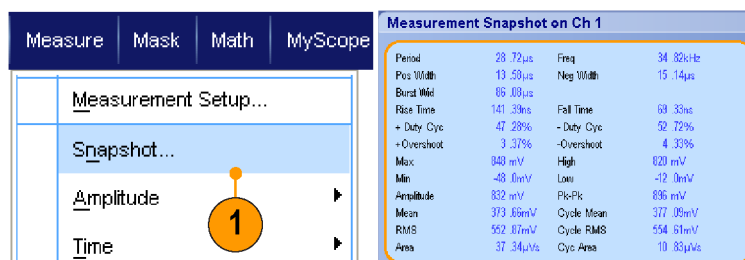 Measure Mask Math MyScope
Measurement Setup...
Snapshot...
Amplitude
1
Time
Measurement Snapshot on Ch 1
Period 28 .72µs Freq 34 .82kHz
Pos Width 13 .58µs Neg Width 15 .14µs
Burst Wid 86 .08µs
Rise Time 141 .39ns Fall Time 69 .33ns
+ Duty Cyc 47 .28% - Duty Cyc 52 .72%
+Overshoot 3 .37% -Overshoot 4 .33%
Max 848 mV High 820 mV
Min -48 .0mV Low -12 .0mV
Amplitude 832 mV Pk-Pk 896 mV
Mean 373 .66mV Cycle Mean 377 .09mV
RMS 552 .87mV Cycle RMS 554 .61mV
Area 37 .34µVs Cyc Area 10 .83µVs